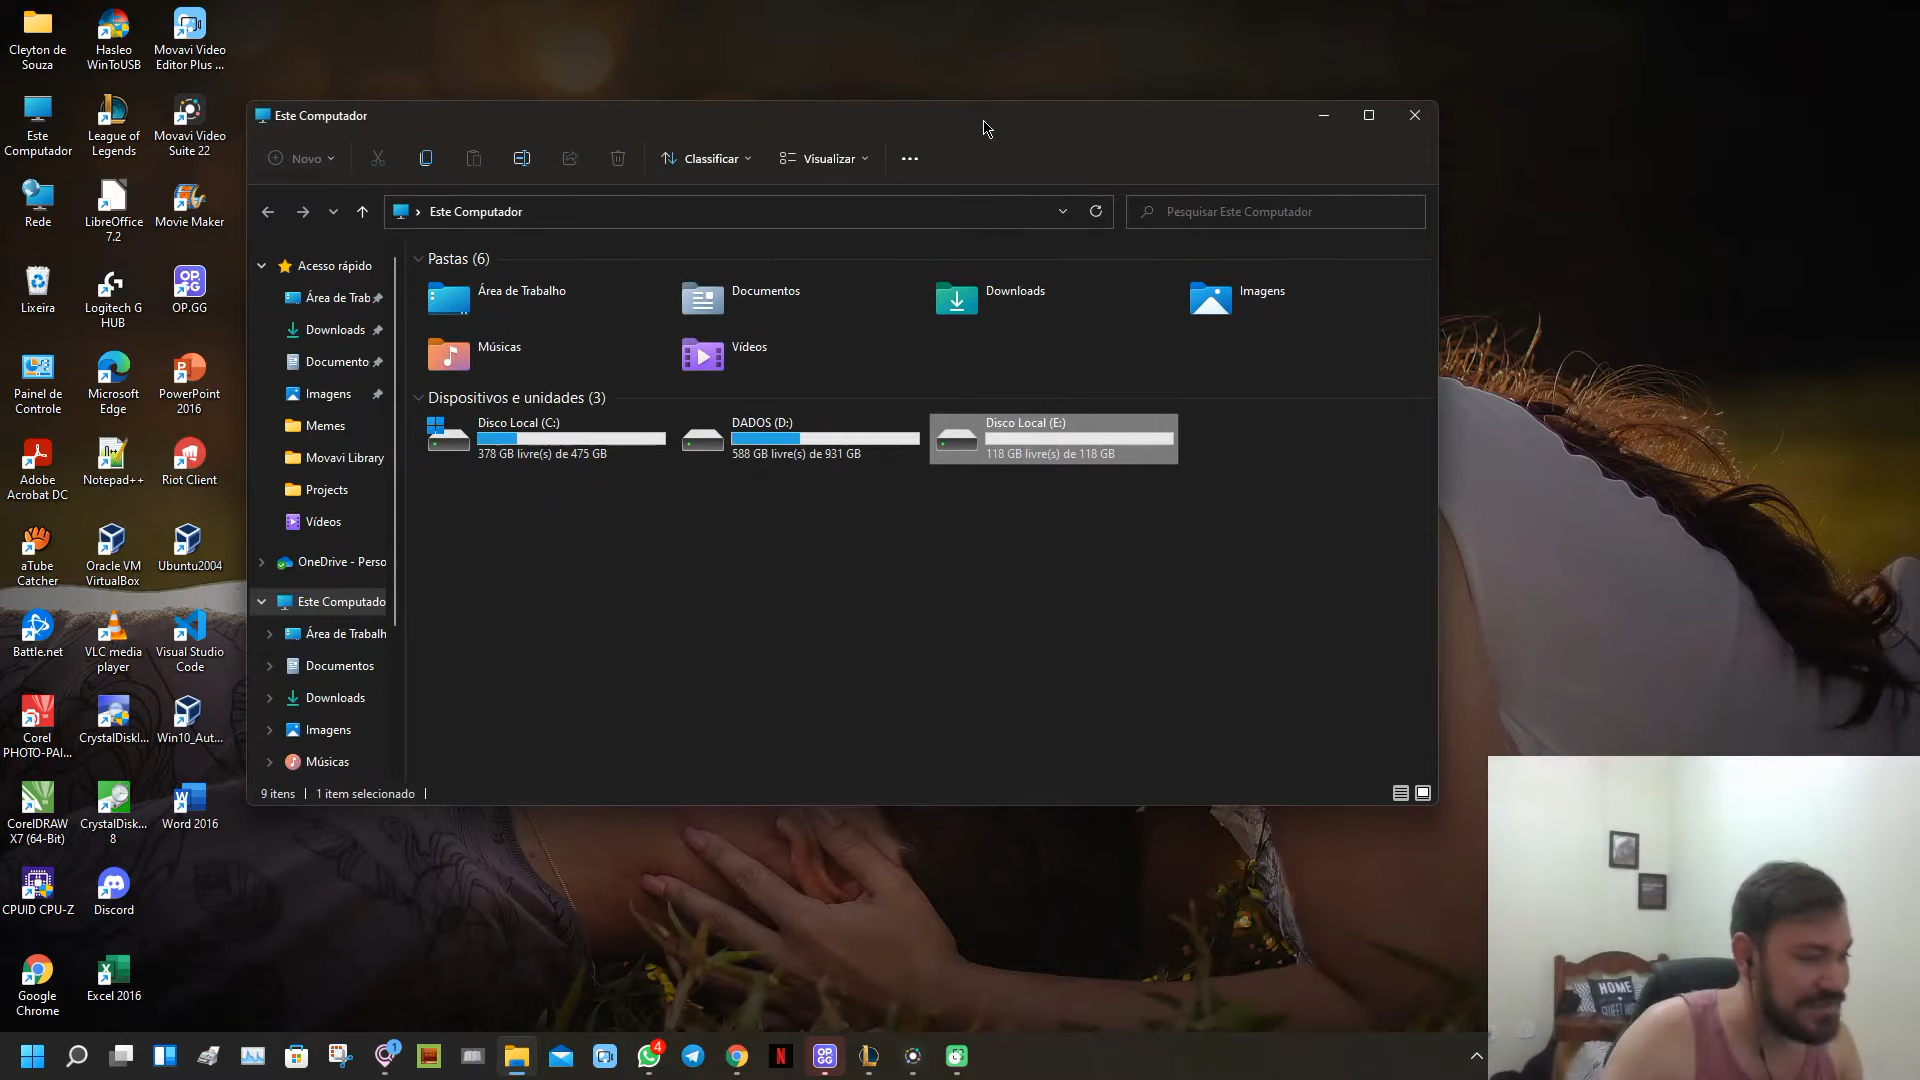 Cleyton de
Souza
Hasleo
WinToUSB
Movavi Video
Editor Plus ...
Este
Computador
League of
Legends
Movavi Video
Suite 22
Rede
LibreOffice
7.2
Movie Maker
Lixeira
Logitech G
HUB
OP.GG
Painel de
Controle
Microsoft
Edge
PowerPoint
2016
Adobe
Acrobat DC
Notepad++
Riot Client
aTube
Catcher
Oracle VM
VirtualBox
Ubuntu2004
Battle.net
VLC media
player
Visual Studio
Code
Corel
PHOTO-PAI...
CrystalDiskI...
Win10_Aut...
CorelDRAW
X7 (64-Bit)
CrystalDisk...
8
Word 2016
CPUID CPU-Z
Discord
Google
Chrome
Excel 2016
Este Computador
Novo
Classificar
Visualizar
Este Computador
Pesquisar Este Computador
Acesso rápido
Área de Trab
Downloads
Documento
Imagens
Memes
Movavi Library
Projects
Vídeos
OneDrive - Perso
Este Computado
Área de Trabalh
Documentos
Downloads
Imagens
Músicas
Pastas (6)
Área de Trabalho
Documentos
Downloads
Imagens
Músicas
Vídeos
Dispositivos e unidades (3)
Disco Local (C:)
378 GB livre(s) de 475 GB
DADOS (D:)
588 GB livre(s) de 931 GB
Disco Local (E:)
118 GB livre(s) de 118 GB
9 itens
1 item selecionado
HOME
1
4
OP.
GG
N